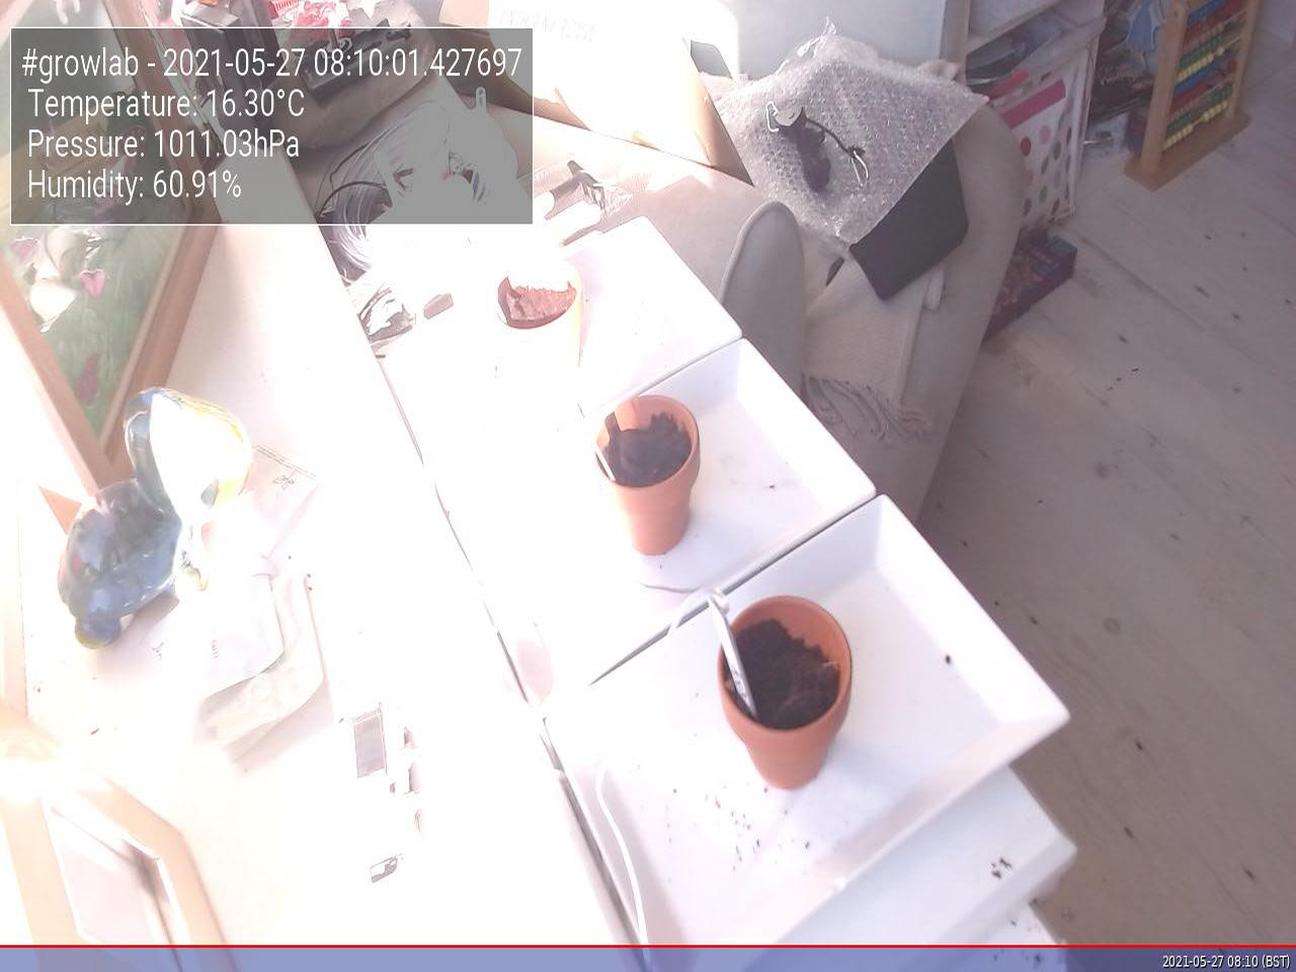 #growlab - 2021-05-27 08:10:01.427697
Temperature: 16.30°C
Pressure: 1011.03hPa
Humidity: 60.91%
2021-05-27 08:10 (BST)